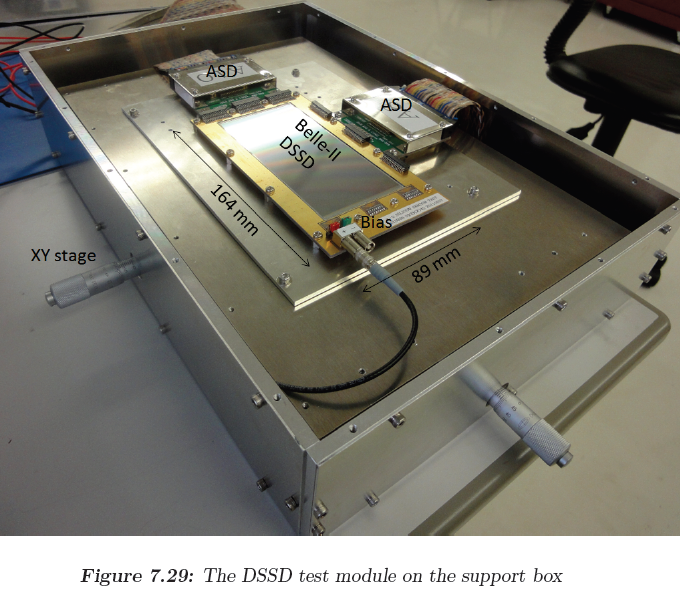 ASD
ASD
Belle-II
DSSD
164 mm
Bias
89 mm
XY stage
Figure 7.29: The DSSD test module on the support box